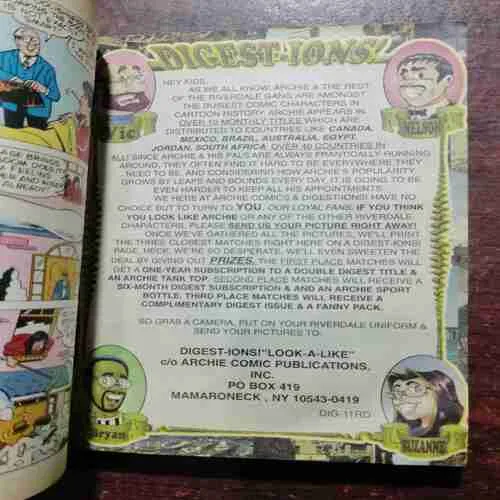 DIGEST-IONS!
HEY KIDS,
AS WE ALL KNOW, ARCHIE & THE REST
OF THE RIVERDALE GANG ARE AMONGST
THE BUSIEST COMIC CHARACTERS IN
CARTOON HISTORY. ARCHIE APPEARS IN
OVER 10 MONTHLY TITLES WHICH ARE
DISTRIBUTED TO COUNTRIES LIKE CANADA,
MEXICO, BRAZIL, AUSTRALIA, EGYPT,
JORDAN, SOUTH AFRICA. OVER 40 COUNTRIES IN
ALL! SINCE ARCHIE & HIS PALS ARE ALWAYS FRANTICALLY RUNNING
AROUND, THEY OFTEN FIND IT HARD TO BE EVERYWHERE THEY
NEED TO BE. AND CONSIDERING HOW ARCHIE'S POPULARITY
GROWS BY LEAPS AND BOUNDS EVERY DAY, IT IS GOING TO BE
EVEN HARDER TO KEEP ALL HIS APPOINTMENTS.
WE HERE AT ARCHIE COMICS & DIGESTIONS!! HAVE NO
CHOICE BUT TO TURN TO YOU, OUR LOYAL FANS. IF YOU THINK
YOU LOOK LIKE ARCHIE OR ANY OF THE OTHER RIVERDALE
CHARACTERS, PLEASE SEND US YOUR PICTURE RIGHT AWAY!
ONCE WE'VE GATHERED ALL THE PICTURES, WE'LL PRINT
THE THREE CLOSEST MATCHES RIGHT HERE ON A DIGEST-IONS!
PAGE. HECK, WE'RE SO DESPERATE, WE'LL EVEN SWEETEN THE
DEAL BY GIVING OUT PRIZES. THE FIRST PLACE MATCHES WILL
GET A ONE-YEAR SUBSCRIPTION TO A DOUBLE DIGEST TITLE &
AN ARCHIE TANK TOP. SECOND PLACE MATCHES WILL RECEIVE A
SIX-MONTH DIGEST SUBSCRIPTION & AND AN ARCHIE SPORT
BOTTLE. THIRD PLACE MATCHES WILL RECEIVE A
COMPLIMENTARY DIGEST ISSUE & A FANNY PACK.
SO GRAB A CAMERA, PUT ON YOUR RIVERDALE UNIFORM &
SEND YOUR PICTURES TO:
DIGEST-IONS!"LOOK-A-LIKE"
c/o ARCHIE COMIC PUBLICATIONS,
INC.
PO BOX 419
MAMARONECK , NY 10543-0419
DIG-11RD
Vic
NELSON
aryan
SUZANNE